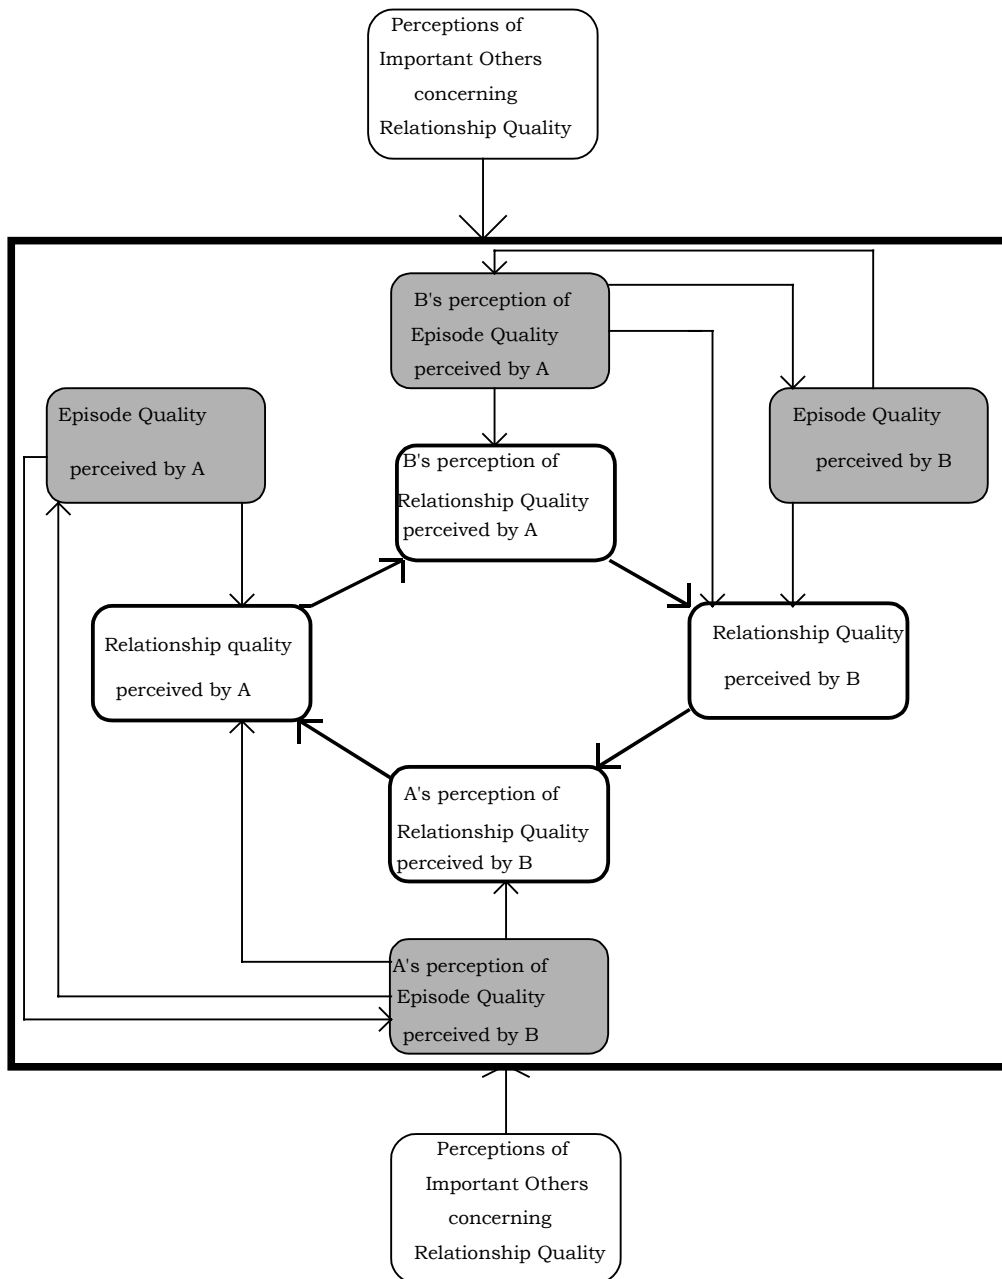 Perceptions of
Important Others
concerning
Relationship Quality
B's perception of
Episode Quality
perceived by A
Episode Quality
perceived by A
Episode Quality
perceived by B
B's perception of
Relationship Quality
perceived by A
Relationship quality
perceived by A
Relationship Quality
perceived by B
A's perception of
Relationship Quality
perceived by B
A's perception of
Episode Quality
perceived by B
Perceptions of
Important Others
concerning
Relationship Quality